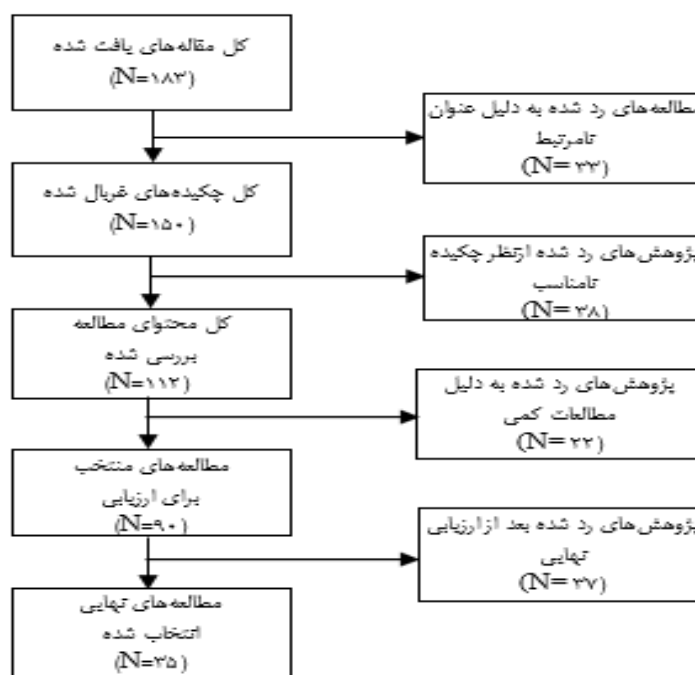 کل مقاله‌های یافت شده
(N=۱۸۳)
مطالعه‌های رد شده به دلیل عنوان
نامرتبط
(N= ۳۳)
کل چکیده‌های غربال شده
(N=۱۵۰)
پژوهش‌های رد شده ازنظر چکیده
نامناسب
(N= ۳۸)
کل محتوای مطالعه
بررسی شده
(N=۱۱۲)
پژوهش‌های رد شده به دلیل
مطالعات کمی
(N= ۲۲)
مطالعه‌های منتخب
برای ارزیابی
(N=۹۰)
پژوهش‌های رد شده بعد از ارزیابی
نهایی
(N= ۳۷)
مطالعه‌های نهایی
انتخاب شده
(N=۳۵)